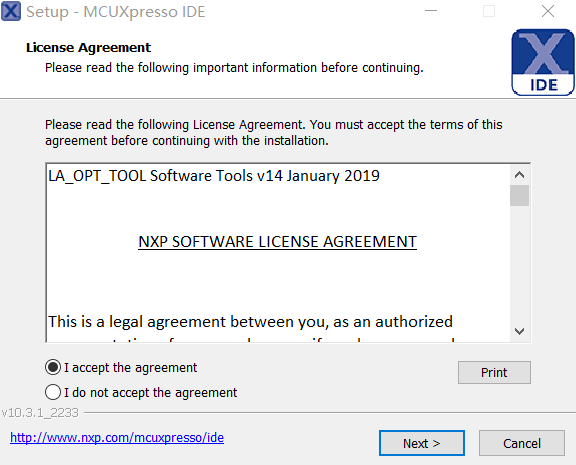 Setup - MCUXpresso IDE
License Agreement
Please read the following important information before continuing.
IDE
Please read the following License Agreement. You must accept the terms of this
agreement before continuing with the installation.
LA_OPT_TOOL Software Tools v14 January 2019
NXP SOFTWARE LICENSE AGREEMENT
This is a legal agreement between you, as an authorized
I accept the agreement
Print
I do not accept the agreement
v10.3.1_2233
http://www.nxp.com/mcuxpresso/ide
Next >
Cancel